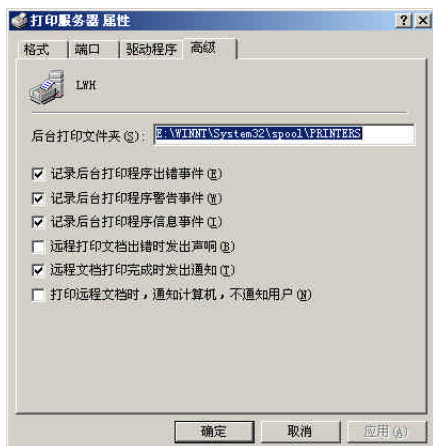 打印服务器 属性
格式 端口 驱动程序 高级
LWH
后台打印文件夹(S): E:\WINNT\System32\spool\PRINTERS
记录后台打印程序出错事件(E)
记录后台打印程序警告事件(W)
记录后台打印程序信息事件(I)
远程打印文档出错时发出声响(B)
远程文档打印完成时发出通知(T)
打印远程文档时，通知计算机，不通知用户(N)
确定 取消 应用(A)